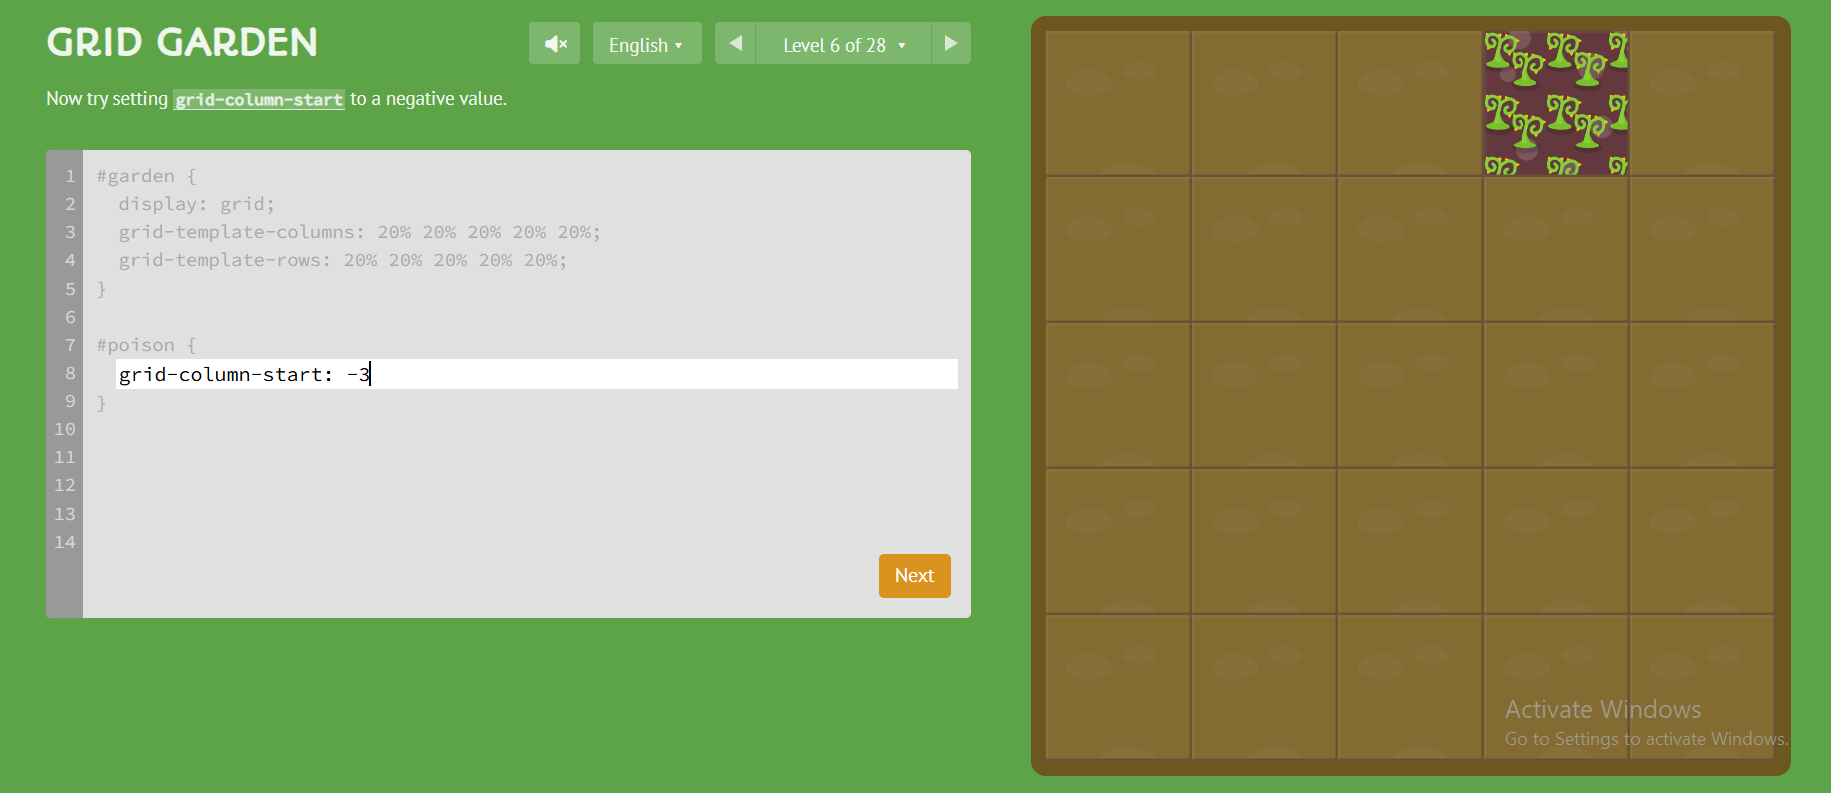 GRID GARDEN
English ▾
◀ Level 6 of 28 ▾ ▶
Now try setting grid-column-start to a negative value.
1 #garden {
2   display: grid;
3   grid-template-columns: 20% 20% 20% 20% 20%;
4   grid-template-rows: 20% 20% 20% 20% 20%;
5 }
6
7 #poison {
8   grid-column-start: -3
9 }
10
11
12
13
14
Next
Activate Windows
Go to Settings to activate Windows.